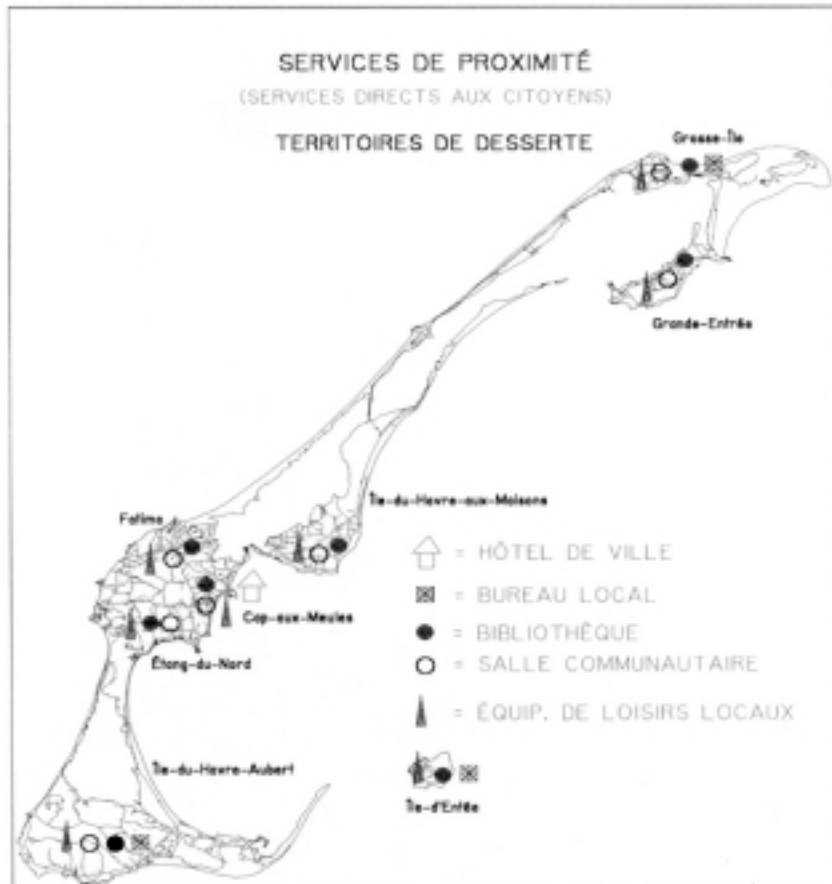 SERVICES DE PROXIMITÉ
(SERVICES DIRECTS AUX CITOYENS)
TERRITOIRES DE DESSERTE
Grosse-Île
Grande-Entrée
Île-du-Havre-aux-Maisons
Fatima
= HÔTEL DE VILLE
= BUREAU LOCAL
Cap-aux-Meules
= BIBLIOTHÈQUE
Étang-du-Nord
= SALLE COMMUNAUTAIRE
= ÉQUIP. DE LOISIRS LOCAUX
Île-du-Havre-Aubert
Île-d'Entée